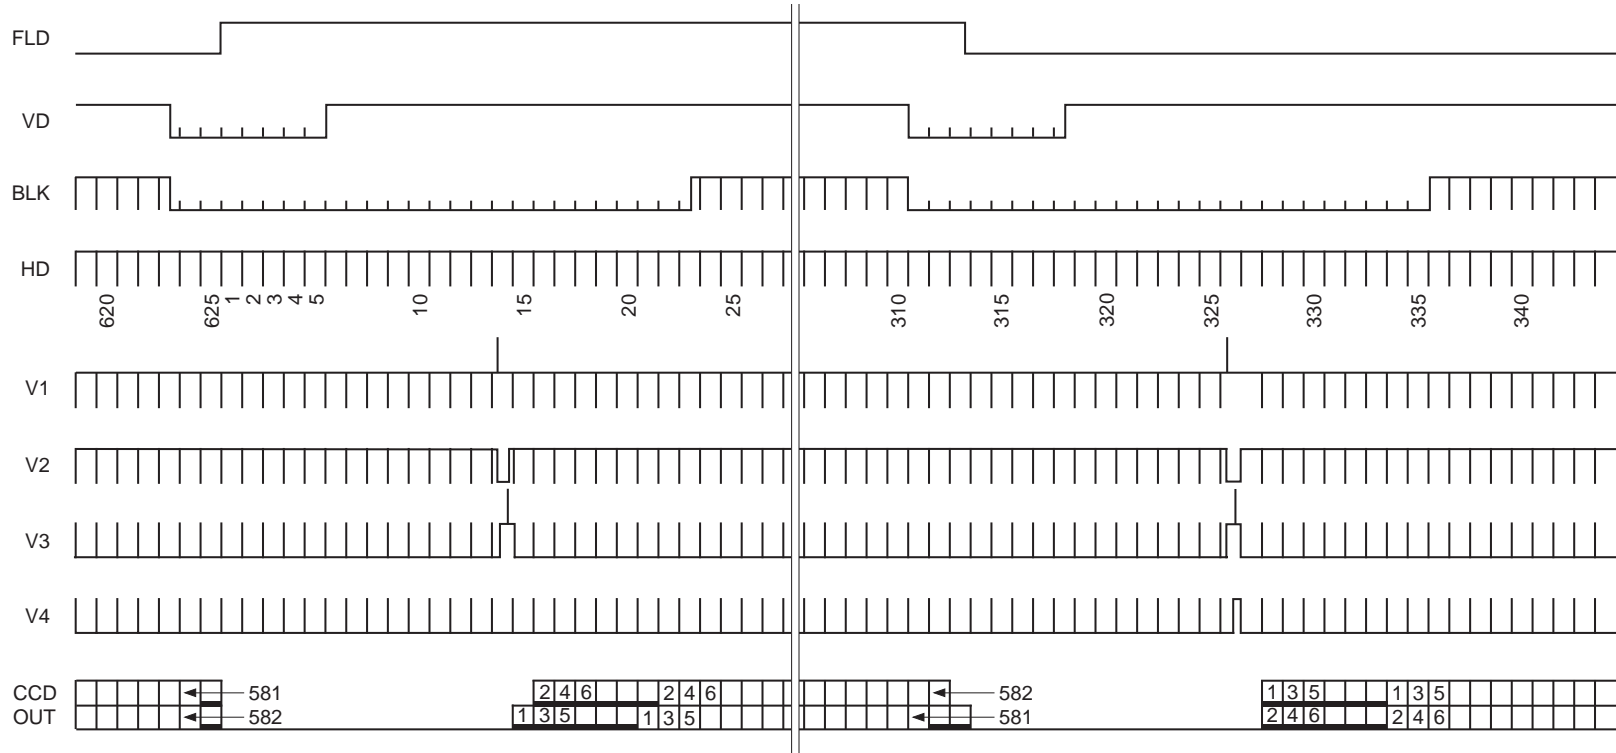 FLD
VD
BLK
HD
620 625 1 2 3 4 5 10 15 20 25 310 315 320 325 330 335 340
V1
V2
V3
V4
CCD 581 2 4 6 2 4 6 582 1 3 5 1 3 5
OUT 582 1 3 5 1 3 5 581 2 4 6 2 4 6